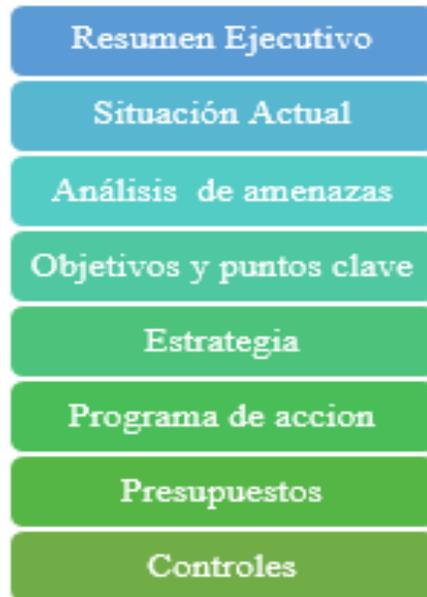 Resumen Ejecutivo
Situación Actual
Análisis de amenazas
Objetivos y puntos clave
Estrategia
Programa de accion
Presupuestos
Controles